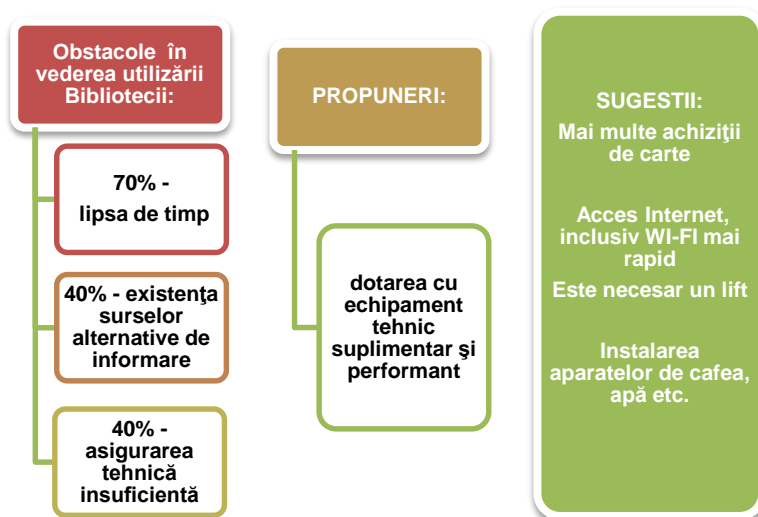 Obstacole în
vederea utilizării
Bibliotecii:
70% -
lipsa de timp
40% - existenţa
surselor
alternative de
informare
40% -
asigurarea
tehnică
insuficientă
PROPUNERI:
dotarea cu
echipament
tehnic
suplimentar şi
performant
SUGESTII:
Mai multe achiziţii
de carte
Acces Internet,
inclusiv WI-FI mai
rapid
Este necesar un lift
Instalarea
aparatelor de cafea,
apă etc.